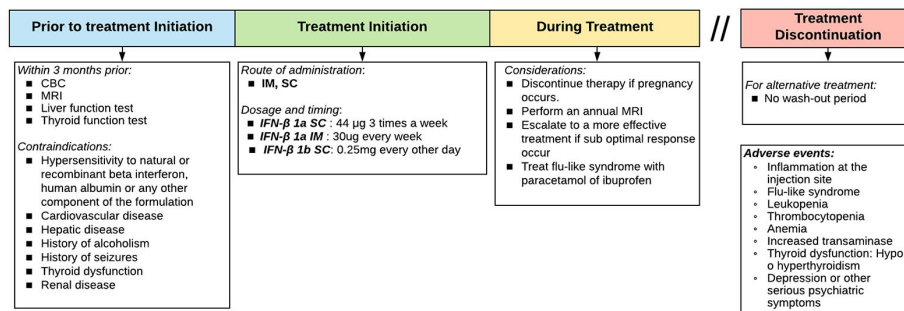 Prior to treatment Initiation
Within 3 months prior:
■ CBC
■ MRI
■ Liver function test
■ Thyroid function test
Contraindications:
■ Hypersensitivity to natural or
recombinant beta interferon,
human albumin or any other
component of the formulation
■ Cardiovascular disease
■ Hepatic disease
■ History of alcoholism
■ History of seizures
■ Thyroid dysfunction
■ Renal disease
Treatment Initiation
Route of administration:
■ IM, SC
Dosage and timing:
■ IFN-β 1a SC : 44 µg 3 times a week
■ IFN-β 1a IM : 30ug every week
■ IFN-β 1b SC: 0.25mg every other day
During Treatment
Considerations:
■ Discontinue therapy if pregnancy
occurs.
■ Perform an annual MRI
■ Escalate to a more effective
treatment if sub optimal response
occur
■ Treat flu-like syndrome with
paracetamol of ibuprofen
//
Treatment
Discontinuation
For alternative treatment:
■ No wash-out period
Adverse events:
◦ Inflammation at the
injection site
◦ Flu-like syndrome
◦ Leukopenia
◦ Thrombocytopenia
◦ Anemia
◦ Increased transaminase
◦ Thyroid dysfunction: Hypo
o hyperthyroidism
◦ Depression or other
serious psychiatric
symptoms